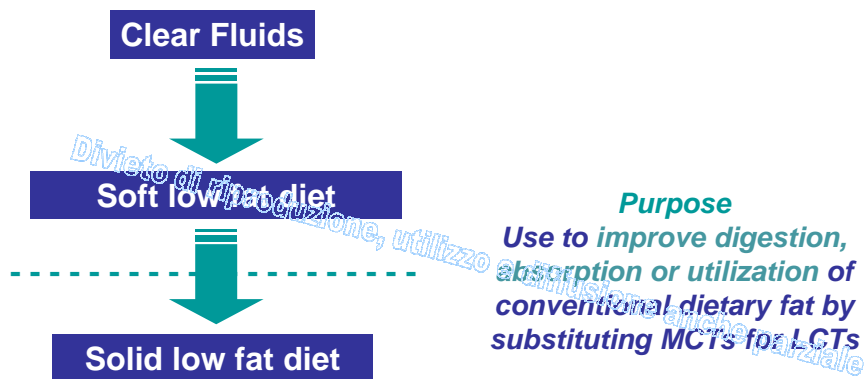 Clear Fluids
Soft low fat diet
Solid low fat diet
Purpose
Use to improve digestion,
absorption or utilization of
conventional dietary fat by
substituting MCTs for LCTs
Divieto di riproduzione, utilizzo e diffusione anche parziale